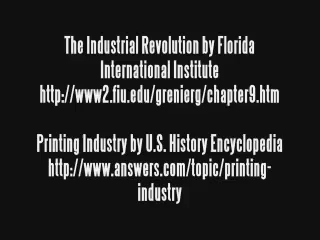 The Industrial Revolution by Florida
International Institute
http://www2.fiu.edu/grenierg/chapter9.htm
Printing Industry by U.S. History Encyclopedia
http://www.answers.com/topic/printing-
industry